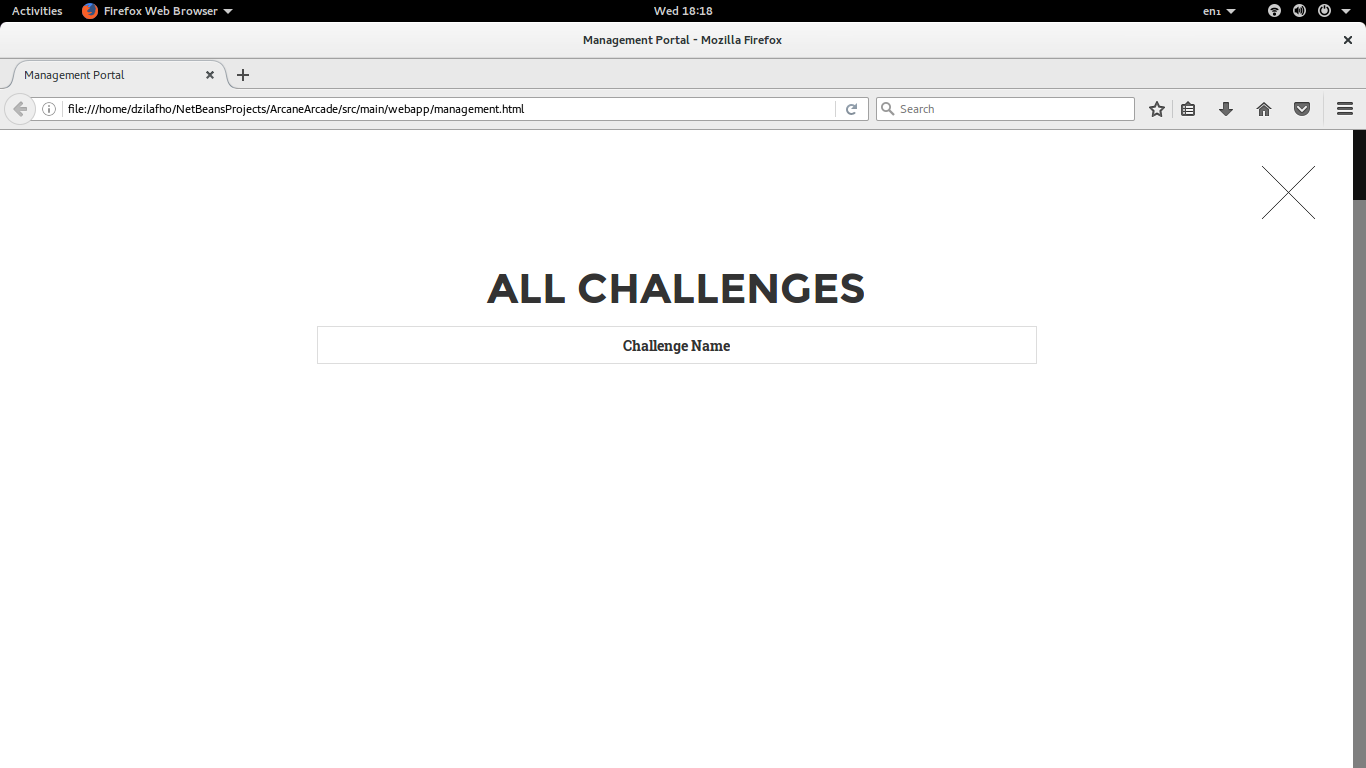 Activities Firefox Web Browser Wed 18:18 en₁
Management Portal - Mozilla Firefox
Management Portal
file:///home/dzilafho/NetBeansProjects/ArcaneArcade/src/main/webapp/management.html Search
ALL CHALLENGES
Challenge Name